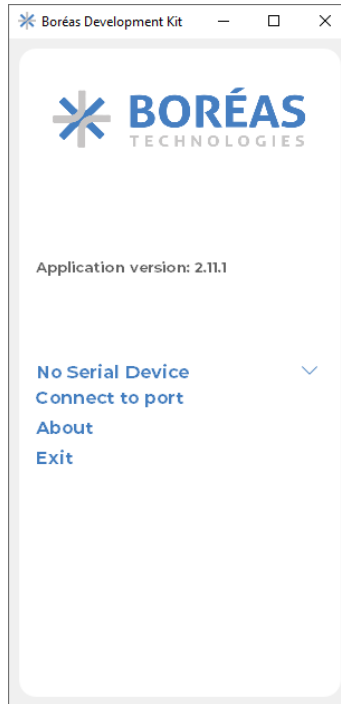 Boréas Development Kit
BORÉAS
TECHNOLOGIES
Application version: 2.11.1
No Serial Device
Connect to port
About
Exit